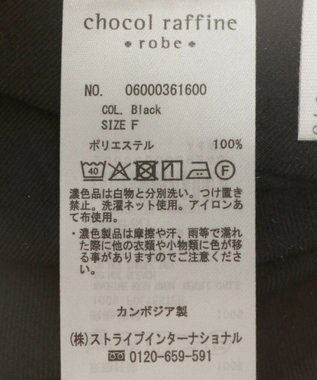 chocol raffine
robe
NO. 06000361600
COL. Black
SIZE F
ポリエステル 100%
40
F
濃色品は白物と分別洗い。つけ置き
禁止。洗濯ネット使用。アイロンあ
て布使用。
・濃色製品は摩擦や汗、雨等で濡れ
た際に他の衣類や小物類に色が移
る事がありますのでご注意くださ
い。
カンボジア製
(株)ストライプインターナショナル
0120-659-591